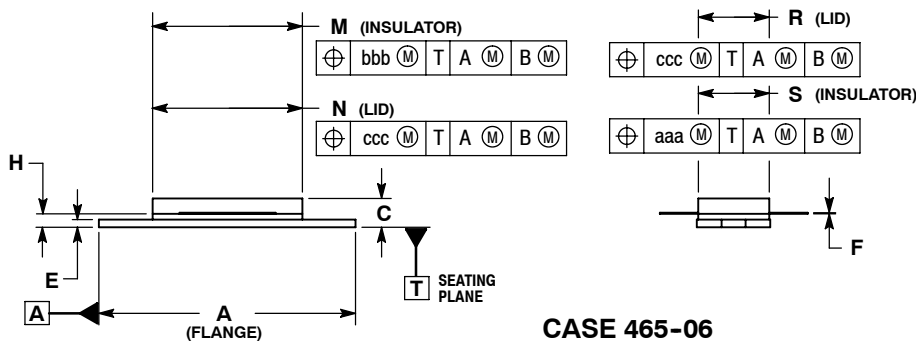 M (INSULATOR)
⌖ bbb Ⓜ T A Ⓜ B Ⓜ
N (LID)
⌖ ccc Ⓜ T A Ⓜ B Ⓜ
R (LID)
⌖ ccc Ⓜ T A Ⓜ B Ⓜ
S (INSULATOR)
⌖ aaa Ⓜ T A Ⓜ B Ⓜ
H
C
E
F
T SEATING
PLANE
A
A
(FLANGE)
CASE 465-06